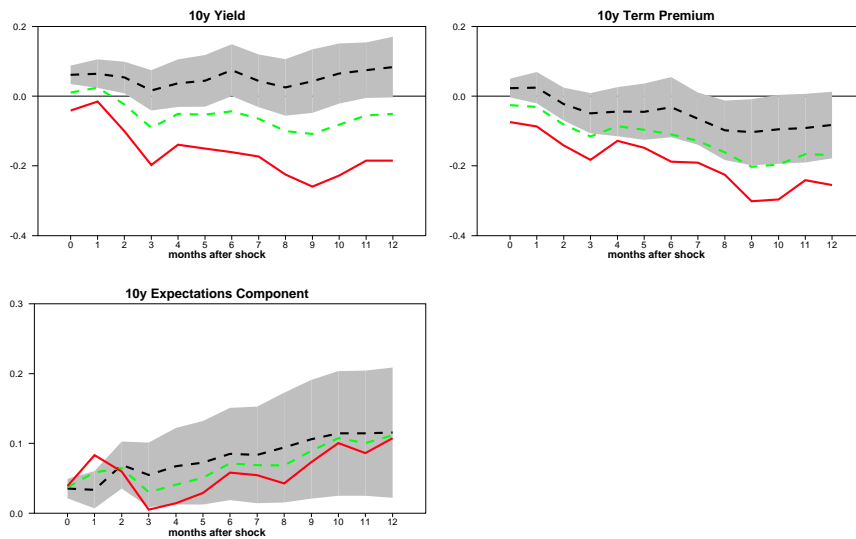 10y Yield
0.2
0.0
-0.2
-0.4
0 1 2 3 4 5 6 7 8 9 10 11 12
months after shock
10y Term Premium
0.2
0.0
-0.2
-0.4
0 1 2 3 4 5 6 7 8 9 10 11 12
months after shock
10y Expectations Component
0.3
0.2
0.1
0.0
0 1 2 3 4 5 6 7 8 9 10 11 12
months after shock